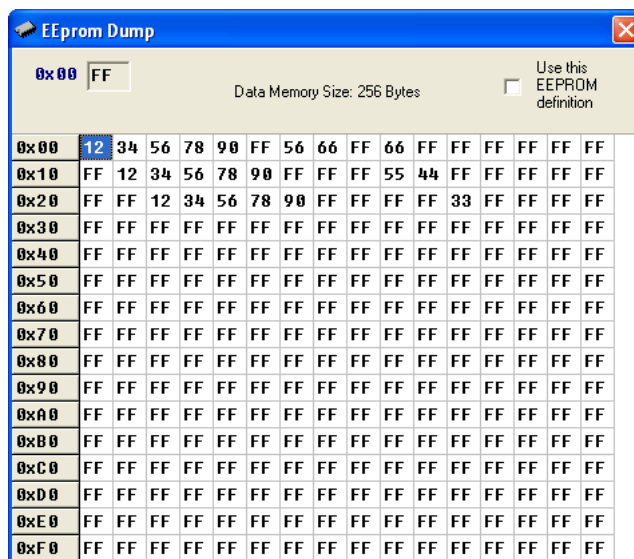 EEprom Dump
0x00 FF
Data Memory Size: 256 Bytes
Use this
EEPROM
definition
0x00 12 34 56 78 90 FF 56 66 FF 66 FF FF FF FF FF FF
0x10 FF 12 34 56 78 90 FF FF FF 55 44 FF FF FF FF FF
0x20 FF FF 12 34 56 78 90 FF FF FF FF 33 FF FF FF FF
0x30 FF FF FF FF FF FF FF FF FF FF FF FF FF FF FF FF
0x40 FF FF FF FF FF FF FF FF FF FF FF FF FF FF FF FF
0x50 FF FF FF FF FF FF FF FF FF FF FF FF FF FF FF FF
0x60 FF FF FF FF FF FF FF FF FF FF FF FF FF FF FF FF
0x70 FF FF FF FF FF FF FF FF FF FF FF FF FF FF FF FF
0x80 FF FF FF FF FF FF FF FF FF FF FF FF FF FF FF FF
0x90 FF FF FF FF FF FF FF FF FF FF FF FF FF FF FF FF
0xA0 FF FF FF FF FF FF FF FF FF FF FF FF FF FF FF FF
0xB0 FF FF FF FF FF FF FF FF FF FF FF FF FF FF FF FF
0xC0 FF FF FF FF FF FF FF FF FF FF FF FF FF FF FF FF
0xD0 FF FF FF FF FF FF FF FF FF FF FF FF FF FF FF FF
0xE0 FF FF FF FF FF FF FF FF FF FF FF FF FF FF FF FF
0xF0 FF FF FF FF FF FF FF FF FF FF FF FF FF FF FF FF